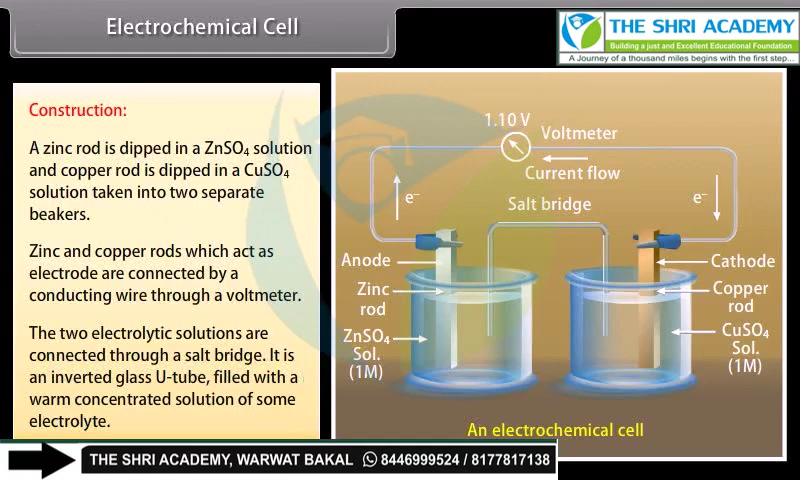 Electrochemical Cell
THE SHRI ACADEMY
Building a just and Excellent Educational Foundation
A Journey of a thousand miles begins with the first step...
Construction:
A zinc rod is dipped in a ZnSO₄ solution
and copper rod is dipped in a CuSO₄
solution taken into two separate
beakers.
Zinc and copper rods which act as
electrode are connected by a
conducting wire through a voltmeter.
The two electrolytic solutions are
connected through a salt bridge. It is
an inverted glass U-tube, filled with a
warm concentrated solution of some
electrolyte.
1.10 V
Voltmeter
Current flow
e⁻
e⁻
Salt bridge
Anode
Cathode
Zinc
rod
Copper
rod
ZnSO₄
Sol.
(1M)
CuSO₄
Sol.
(1M)
An electrochemical cell
THE SHRI ACADEMY, WARWAT BAKAL 8446999524 / 8177817138